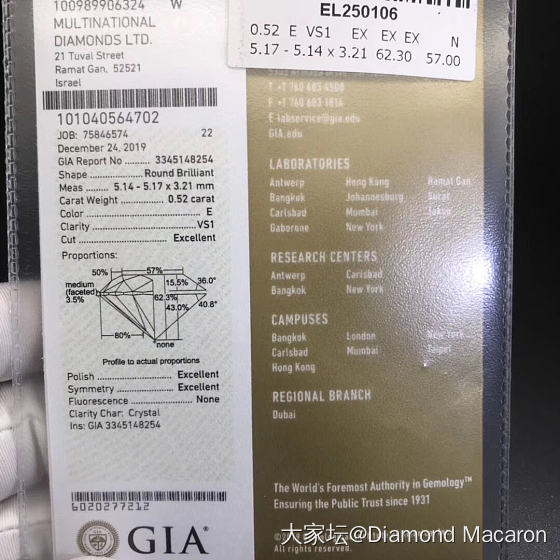 100989906324 W
MULTINATIONAL
DIAMONDS LTD.
21 Tuval Street
Ramat Gan, 52521
Israel
101040564702
JOB: 75846574 22
December 24, 2019
GIA Report No ......... 3345148254
Shape ................ Round Brilliant
Meas ..... 5.14 - 5.17 x 3.21 mm
Carat Weight ............ 0.52 carat
Color .................................. E
Clarity .............................. VS1
Cut ............................ Excellent
Proportions:
50%
57%
medium
(faceted)
3.5%
15.5%
36.0°
62.3%
43.0%
40.8°
80%
none
Profile to actual proportions
Polish ........................ Excellent
Symmetry .................. Excellent
Fluorescence .................. None
Clarity Char: Crystal
Ins: GIA 3345148254
6020277212
GIA®
EL250106
0.52 E VS1 EX EX EX N
5.17 - 5.14 x 3.21 62.30 57.00
T +1 760 603 4500
F +1 760 603 1814
E labservice@gia.edu
GIA.edu
LABORATORIES
Antwerp Hong Kong Ramat Gan
Bangkok Johannesburg Surat
Carlsbad Mumbai Tokyo
Gaborone New York
RESEARCH CENTERS
Antwerp Carlsbad
Bangkok New York
CAMPUSES
Bangkok London New York
Carlsbad Mumbai Taipei
Hong Kong
REGIONAL BRANCH
Dubai
The World's Foremost Authority in Gemology™
Ensuring the Public Trust since 1931
All rights reserved.
大家坛@Diamond Macaron